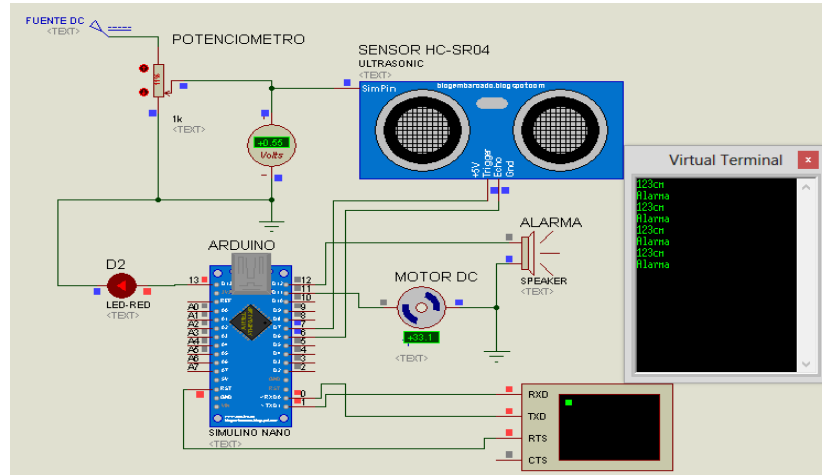 FUENTE DC
<TEXT>
POTENCIOMETRO
11%
1k
<TEXT>
+0.55
Volts
SENSOR HC-SR04
ULTRASONIC
<TEXT>
SimPin
+5V
Trigger
Echo
Gnd
Virtual Terminal
123cm
Alarma
123cm
Alarma
123cm
Alarma
123cm
Alarma
D2
LED-RED
<TEXT>
ARDUINO
13
12
11
10
9
8
7
6
5
4
3
2
0
1
A0
A1
A2
A3
A4
A5
A6
A7
SIMULINO NANO
<TEXT>
ALARMA
SPEAKER
<TEXT>
MOTOR DC
+33.1
<TEXT>
RXD
TXD
RTS
CTS